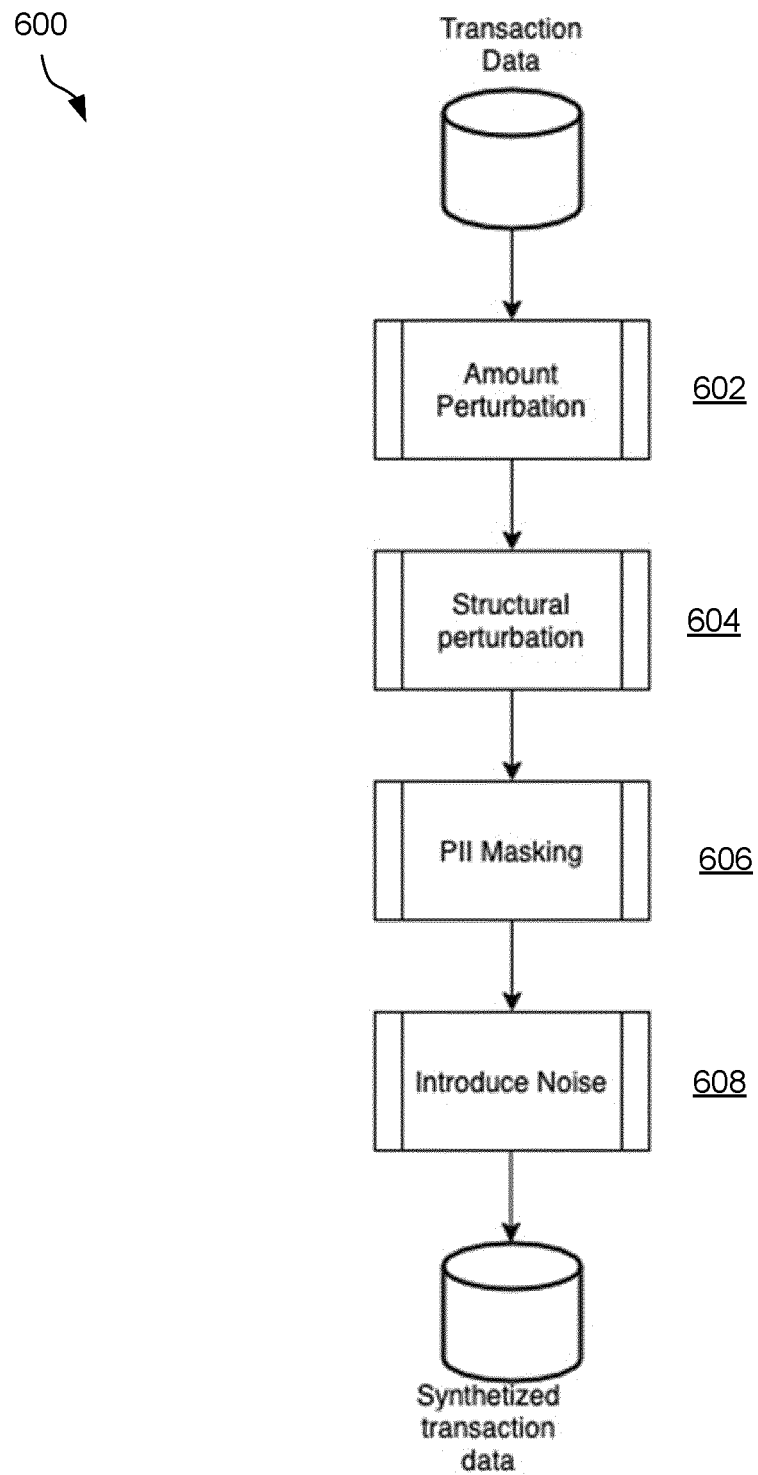 600
Transaction
Data
Amount
Perturbation
602
Structural
perturbation
604
PII Masking
606
Introduce Noise
608
Synthetized
transaction
data